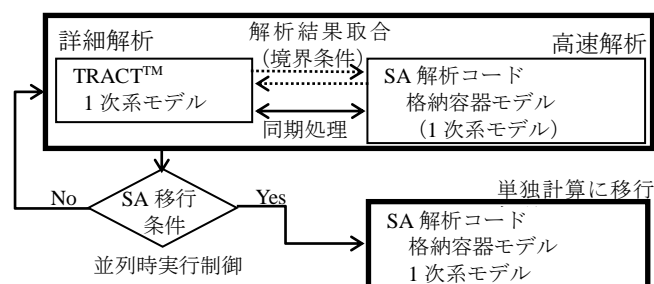 詳細解析
解析結果取合
(境界条件)
高速解析
TRACT™
1 次系モデル
SA 解析コード
格納容器モデル
(1 次系モデル)
同期処理
No
SA 移行
条件
Yes
並列時実行制御
単独計算に移行
SA 解析コード
格納容器モデル
1 次系モデル